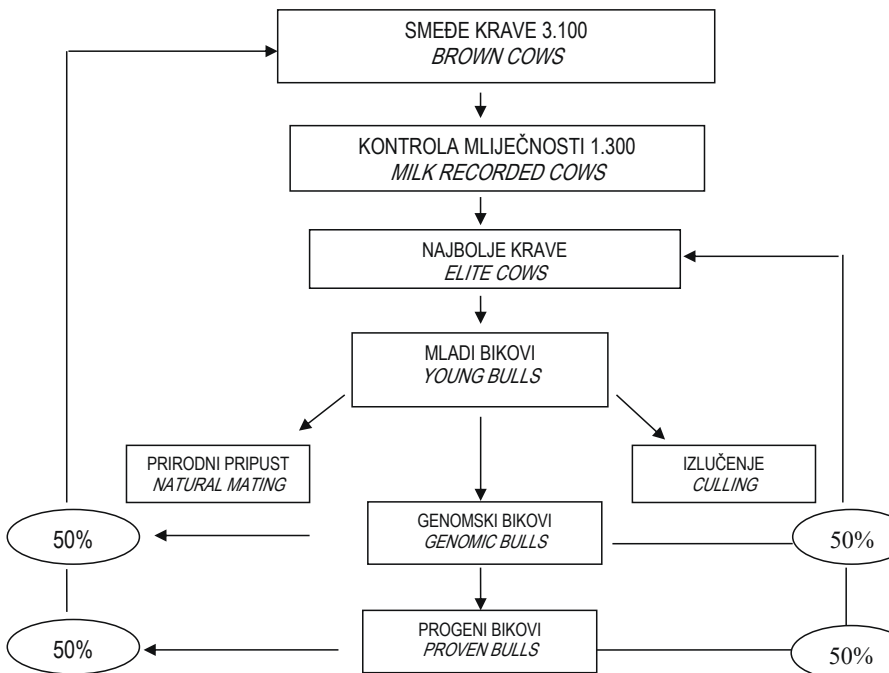 SMEĐE KRAVE 3.100
BROWN COWS
KONTROLA MLIJEČNOSTI 1.300
MILK RECORDED COWS
NAJBOLJE KRAVE
ELITE COWS
MLADI BIKOVI
YOUNG BULLS
PRIRODNI PRIPUST
NATURAL MATING
IZLUČENJE
CULLING
50%
GENOMSKI BIKOVI
GENOMIC BULLS
50%
50%
PROGENI BIKOVI
PROVEN BULLS
50%